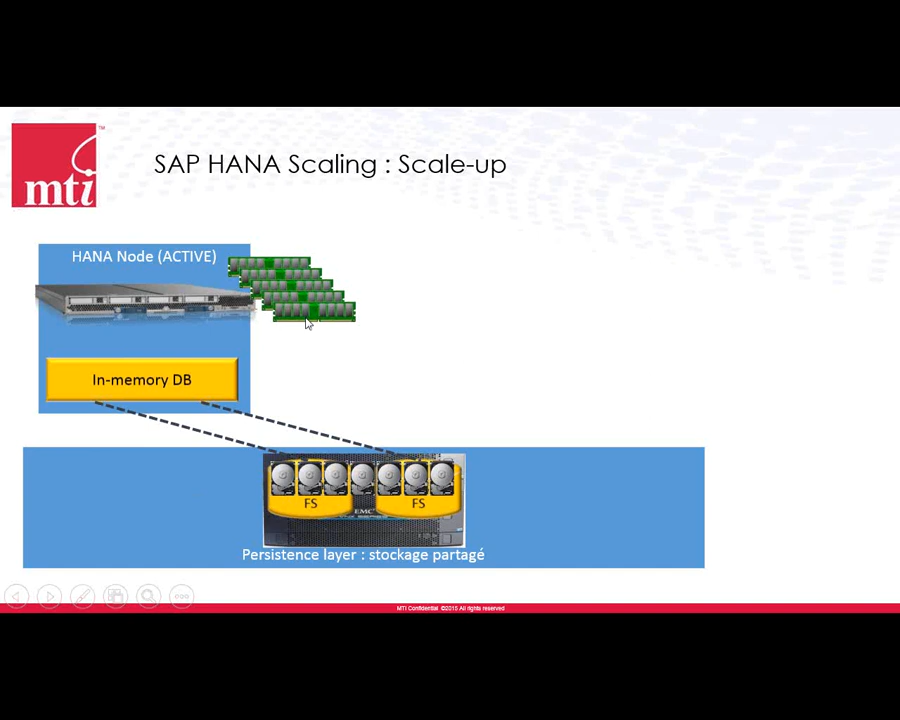 mti
™
SAP HANA Scaling : Scale-up
HANA Node (ACTIVE)
In-memory DB
FS
FS
EMC
Persistence layer : stockage partagé
MTI Confidential ©2015 All rights reserved